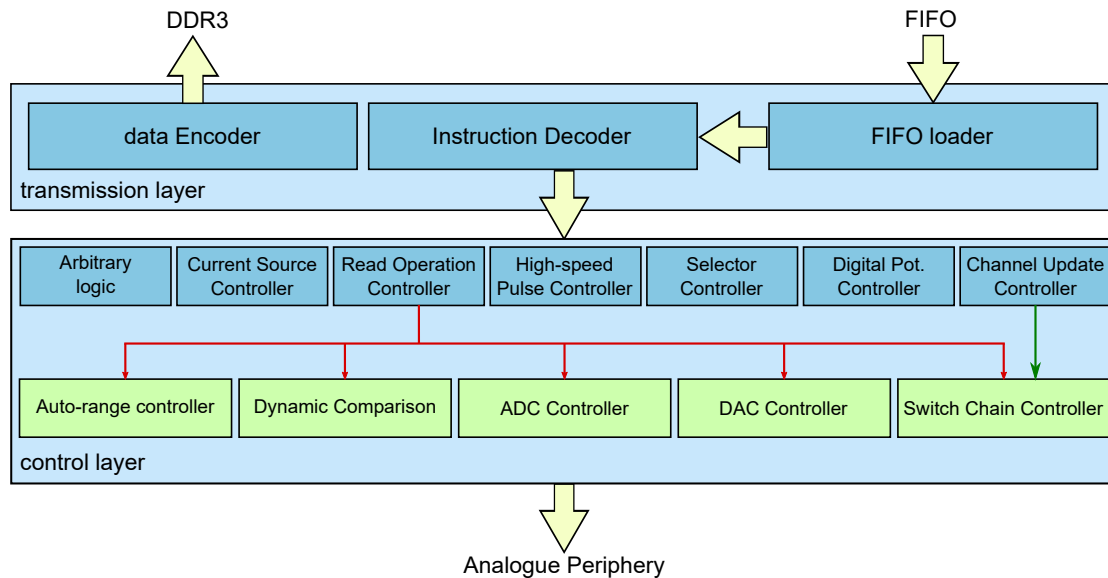 DDR3
FIFO
data Encoder
Instruction Decoder
FIFO loader
transmission layer
Arbitrary
logic
Current Source
Controller
Read Operation
Controller
High-speed
Pulse Controller
Selector
Controller
Digital Pot.
Controller
Channel Update
Controller
Auto-range controller
Dynamic Comparison
ADC Controller
DAC Controller
Switch Chain Controller
control layer
Analogue Periphery